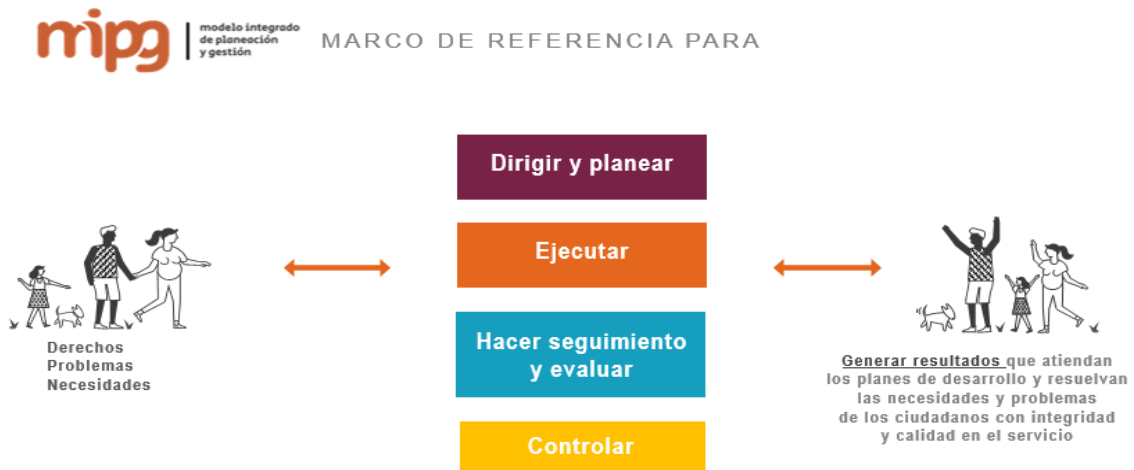 mipg
modelo integrado
de planeación
y gestión
MARCO DE REFERENCIA PARA
Dirigir y planear
Ejecutar
Hacer seguimiento
y evaluar
Controlar
Derechos
Problemas
Necesidades
Generar resultados que atiendan
los planes de desarrollo y resuelvan
las necesidades y problemas
de los ciudadanos con integridad
y calidad en el servicio